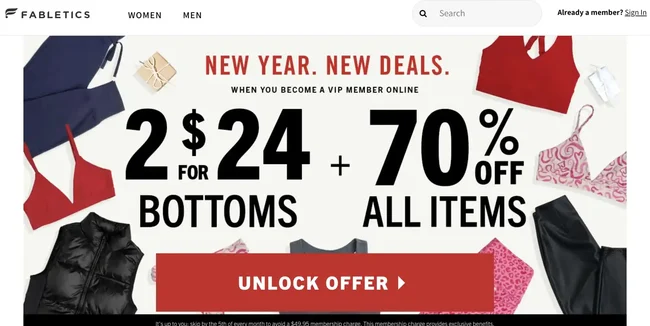 FABLETICS
WOMEN MEN
Search
Already a member? Sign In
NEW YEAR. NEW DEALS.
WHEN YOU BECOME A VIP MEMBER ONLINE
2 FOR $24 + 70% OFF
BOTTOMS ALL ITEMS
UNLOCK OFFER
It's up to you: skip by the 5th of every month to avoid a $49.95 membership charge. This membership charge provides exclusive benefits.